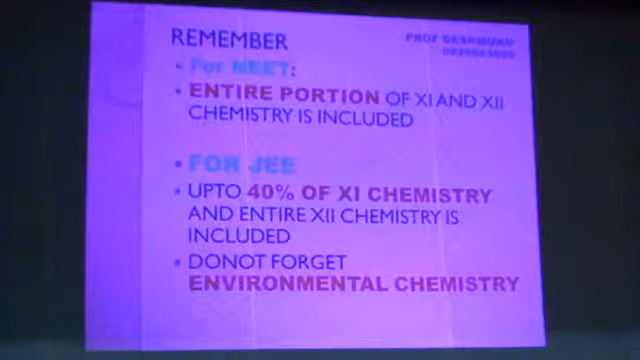 REMEMBER
PROF DESHMUKH
• For NEET:
• ENTIRE PORTION OF XI AND XII
CHEMISTRY IS INCLUDED
• FOR JEE
• UPTO 40% OF XI CHEMISTRY
AND ENTIRE XII CHEMISTRY IS
INCLUDED
• DONOT FORGET
ENVIRONMENTAL CHEMISTRY